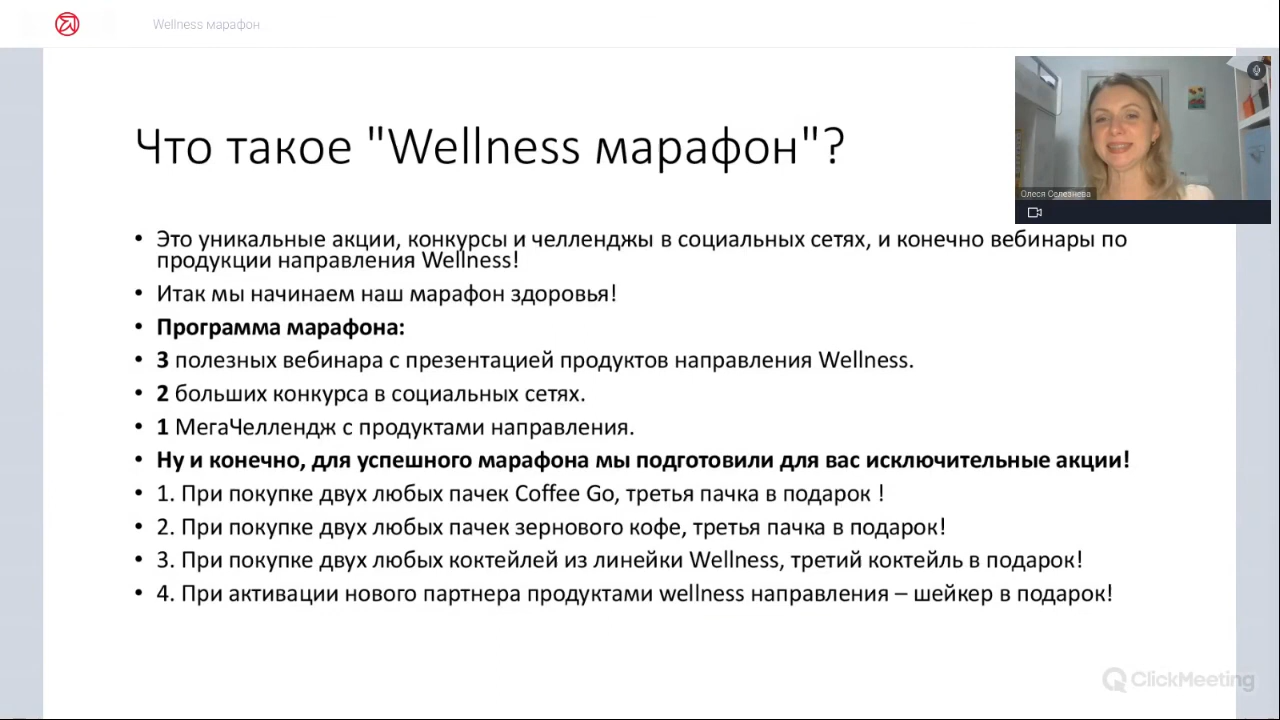 Wellness марафон
Что такое "Wellness марафон"?
Олеся Селезнева
• Это уникальные акции, конкурсы и челленджы в социальных сетях, и конечно вебинары по
продукции направления Wellness!
• Итак мы начинаем наш марафон здоровья!
• Программа марафона:
• 3 полезных вебинара с презентацией продуктов направления Wellness.
• 2 больших конкурса в социальных сетях.
• 1 МегаЧеллендж с продуктами направления.
• Ну и конечно, для успешного марафона мы подготовили для вас исключительные акции!
• 1. При покупке двух любых пачек Coffee Go, третья пачка в подарок !
• 2. При покупке двух любых пачек зернового кофе, третья пачка в подарок!
• 3. При покупке двух любых коктейлей из линейки Wellness, третий коктейль в подарок!
• 4. При активации нового партнера продуктами wellness направления – шейкер в подарок!
ClickMeeting